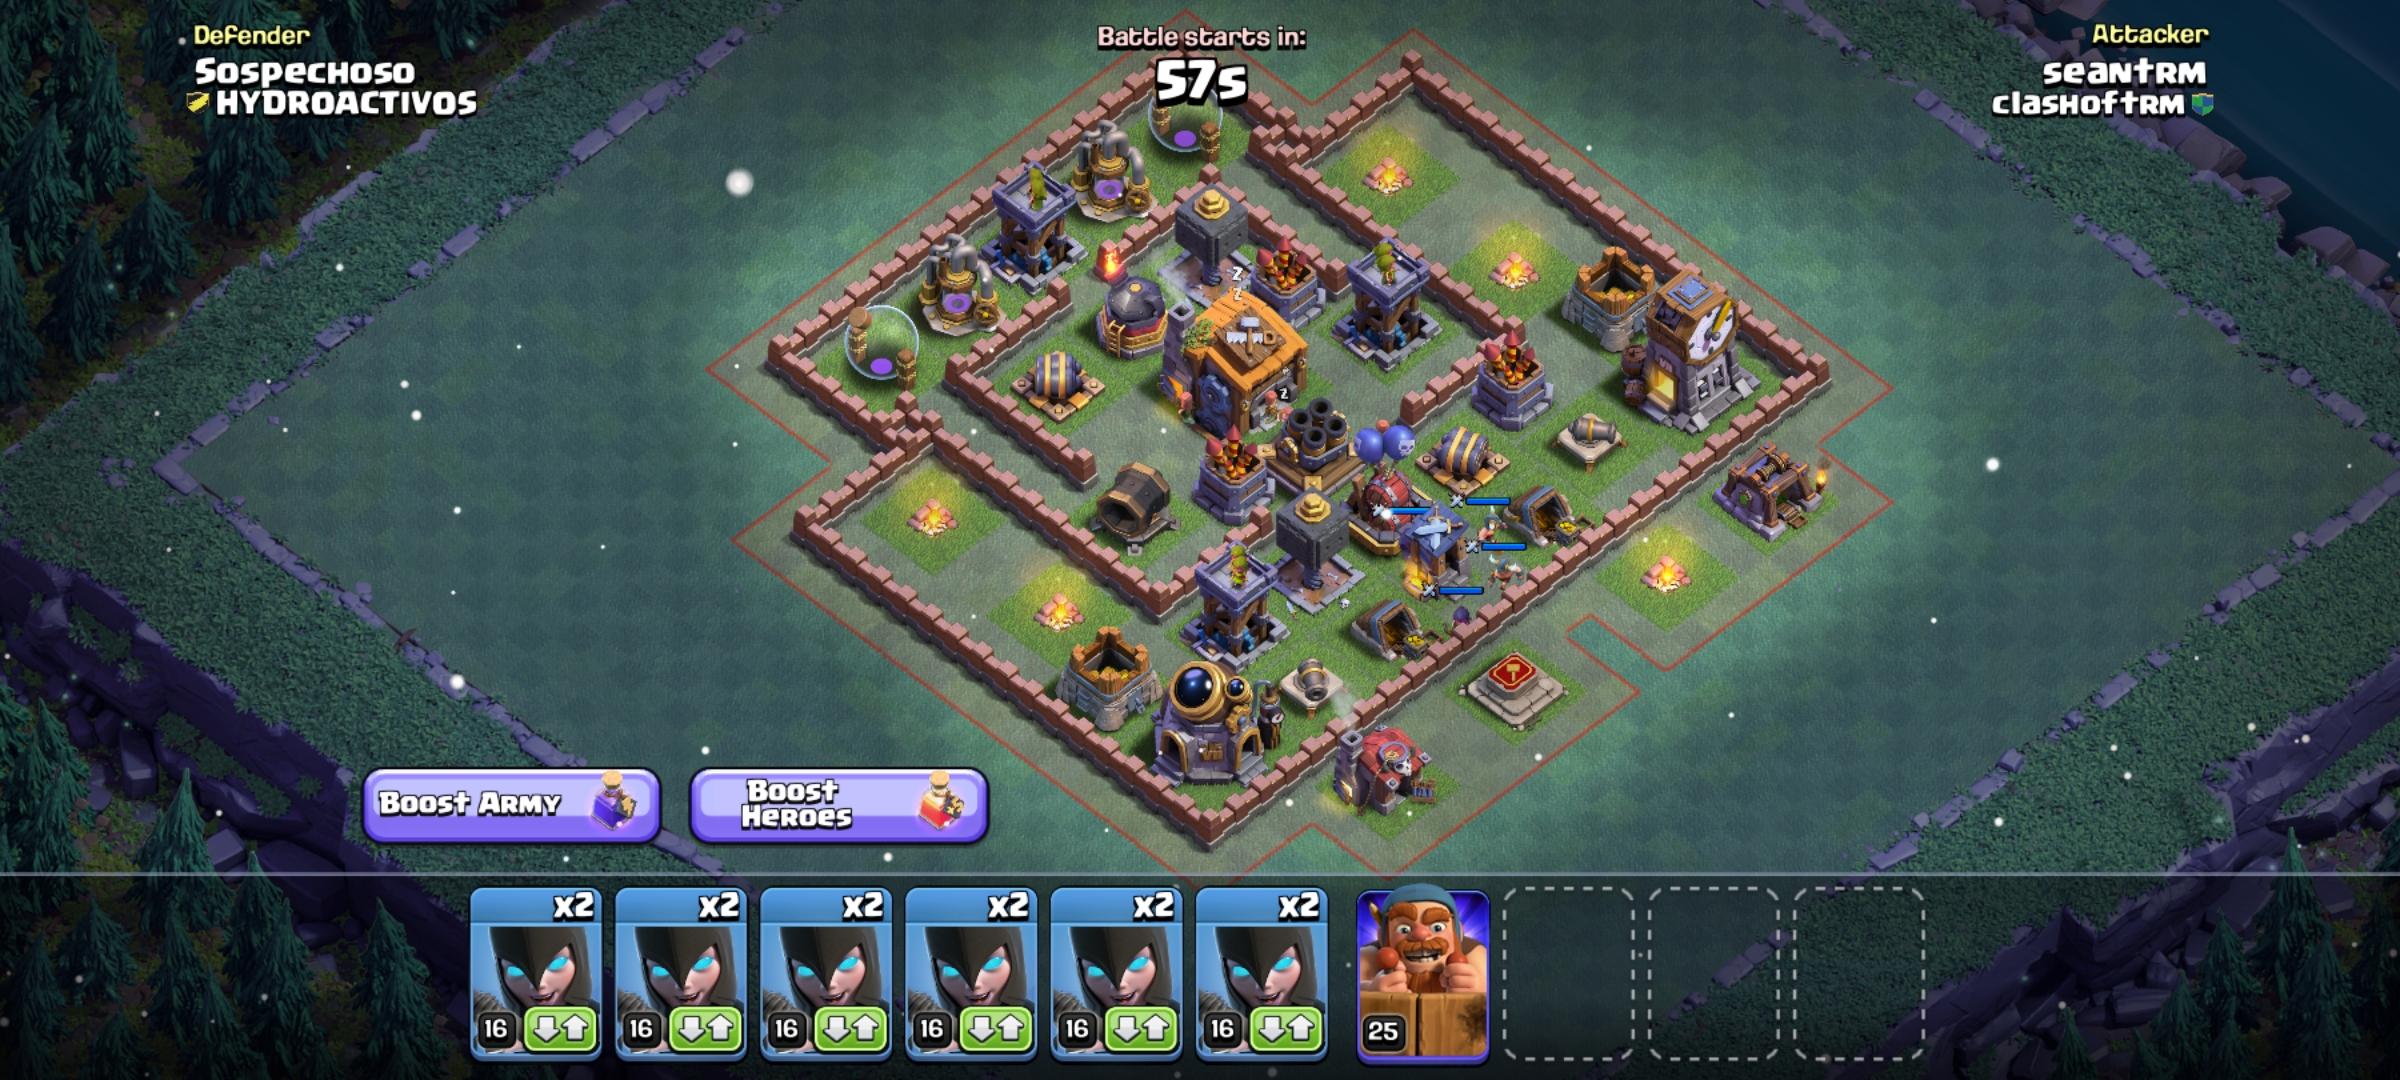 Defender
Sospechoso
HYDROACTIVOS
Battle starts in:
57s
Attacker
seantRM
clashoftRM
z
z
z
Boost Army
Boost
Heroes
x2
x2
x2
x2
x2
x2
16
16
16
16
16
16
25